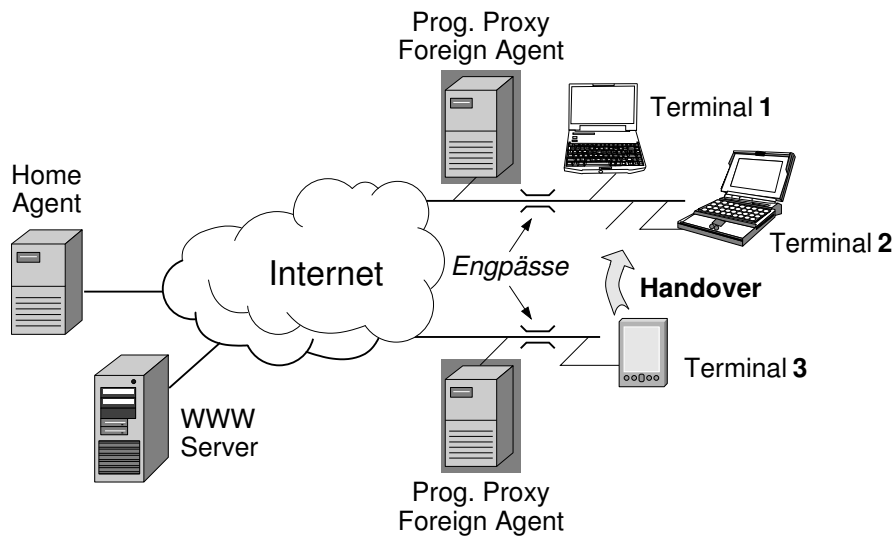 Prog. Proxy
Foreign Agent
Terminal 1
Home
Agent
Terminal 2
Internet
Engpässe
Handover
Terminal 3
WWW
Server
Prog. Proxy
Foreign Agent